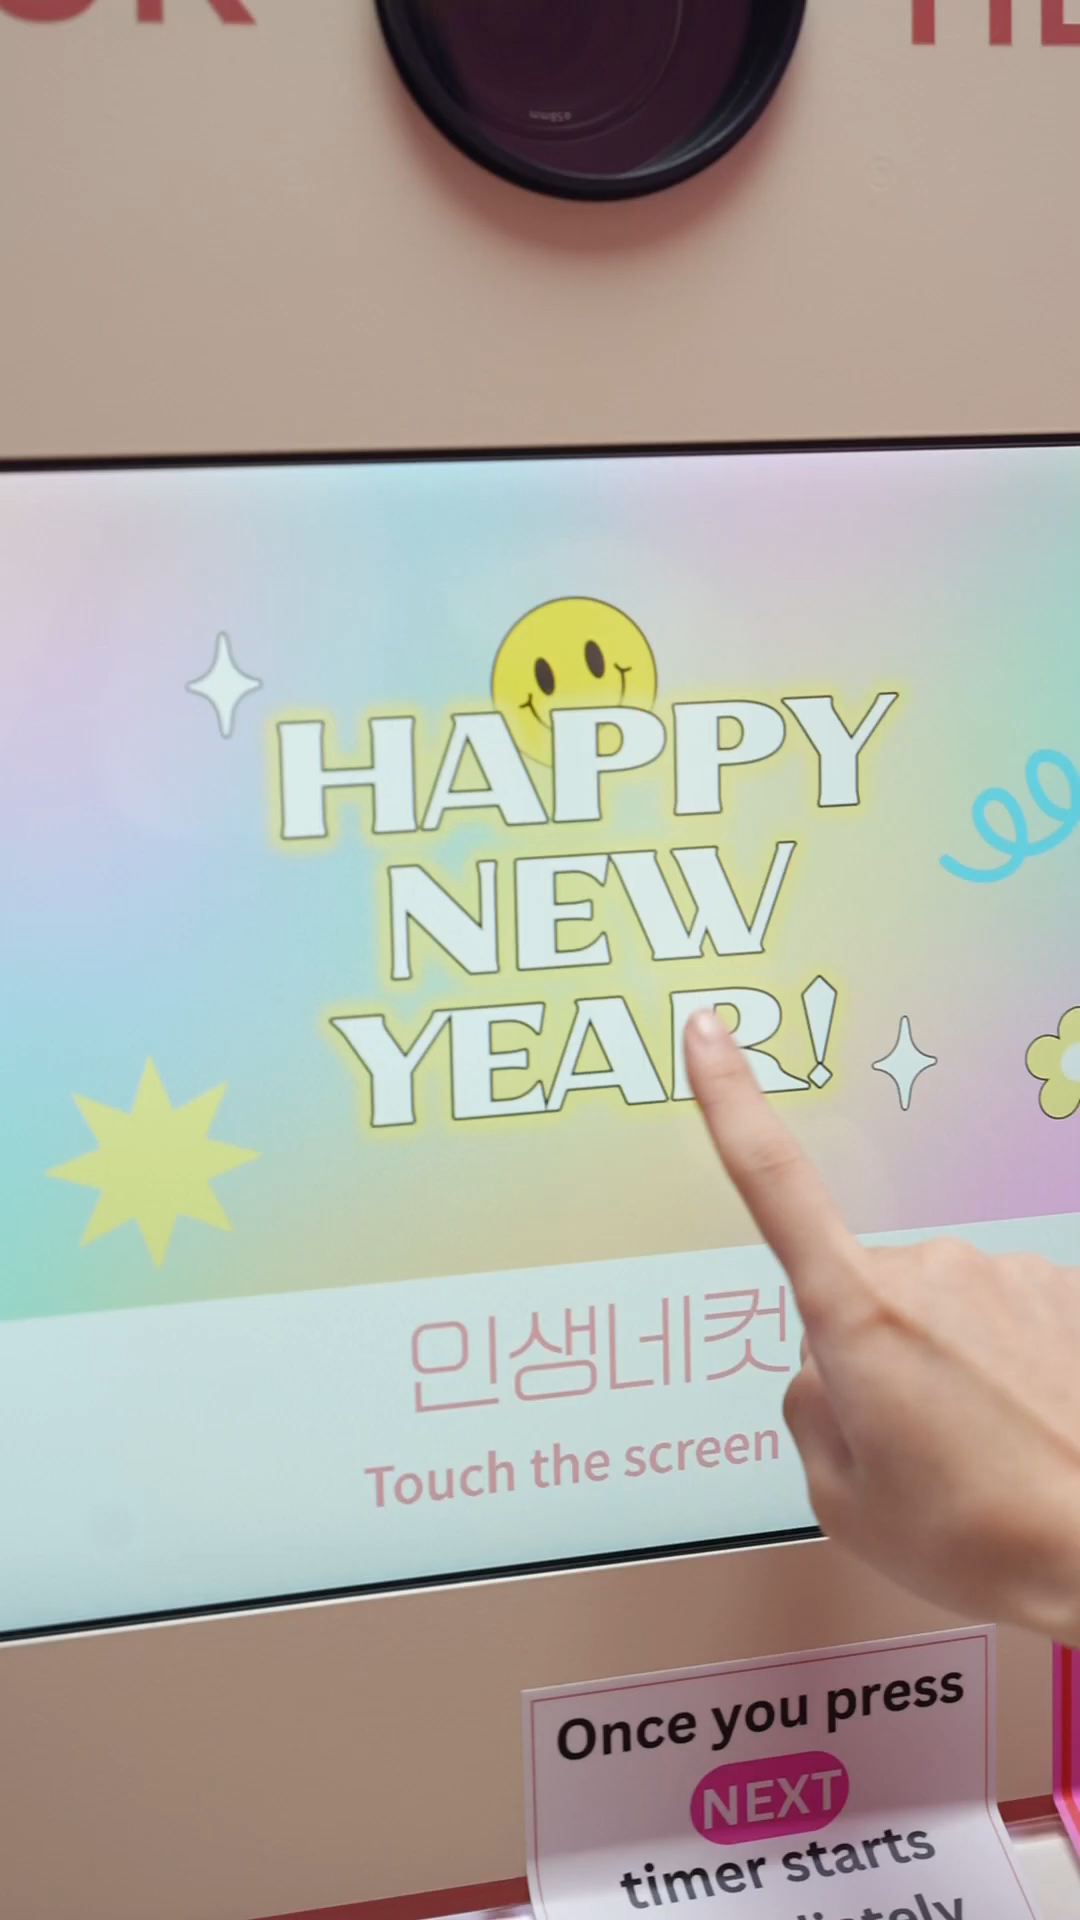 HAPPY
NEW
YEAR!
인생네컷
Touch the screen
Once you press
NEXT
timer starts